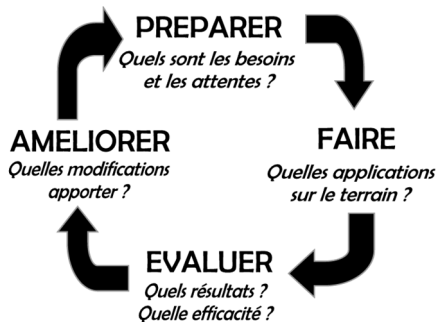 PREPARER
Quels sont les besoins
et les attentes ?
FAIRE
Quelles applications
sur le terrain ?
EVALUER
Quels résultats ?
Quelle efficacité ?
AMELIORER
Quelles modifications
apporter ?